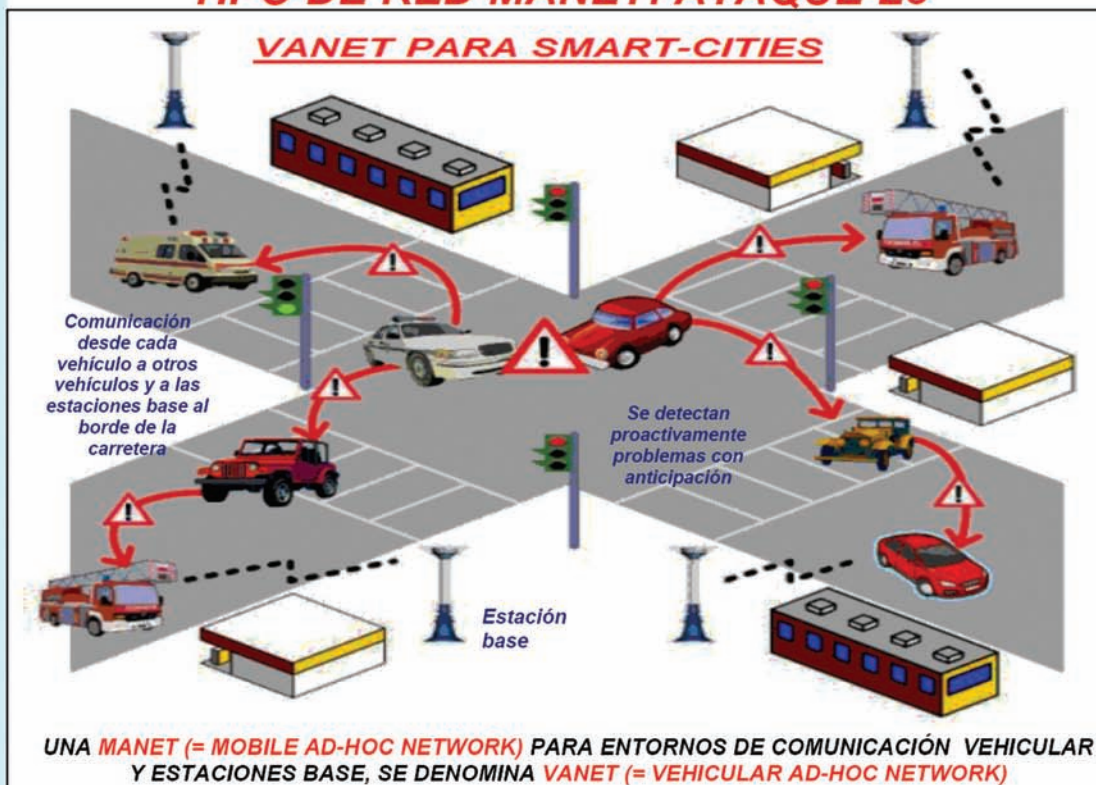 VANET PARA SMART-CITIES
Comunicación
desde cada
vehículo a otros
vehículos y a las
estaciones base al
borde de la
carretera
Se detectan
proactivamente
problemas con
anticipación
Estación
base
UNA MANET (= MOBILE AD-HOC NETWORK) PARA ENTORNOS DE COMUNICACIÓN VEHICULAR
Y ESTACIONES BASE, SE DENOMINA VANET (= VEHICULAR AD-HOC NETWORK)